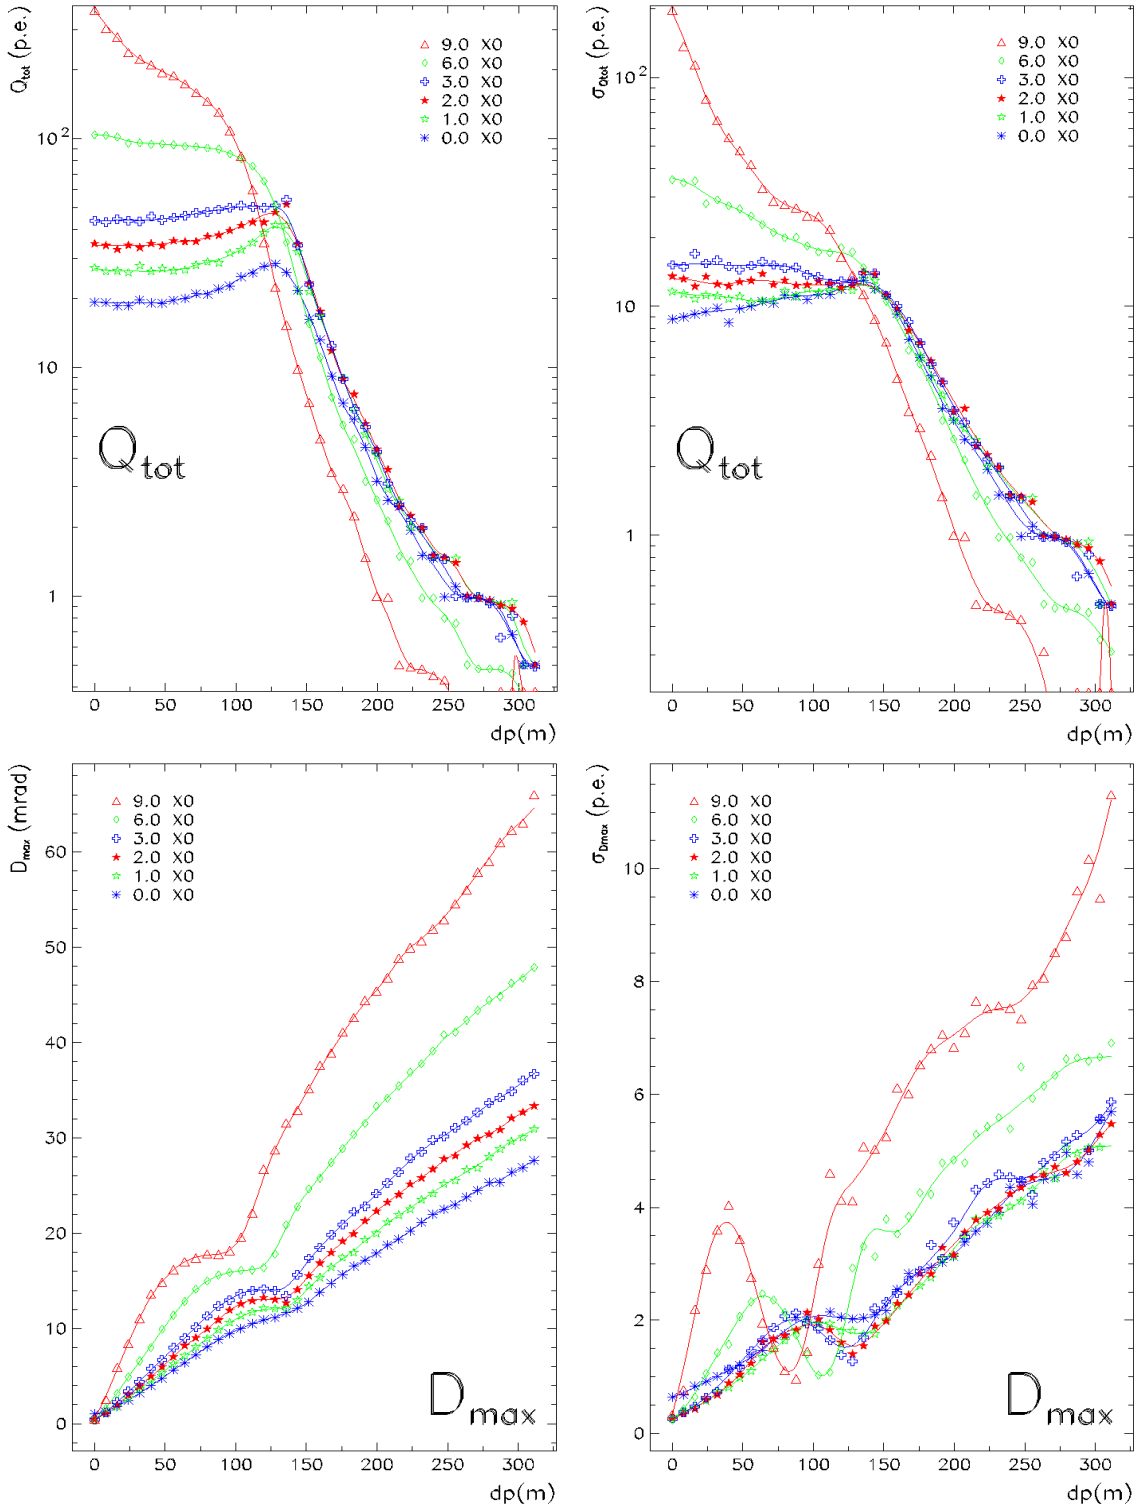 Q_tot (p.e.)
10^2
10
1
9.0 X0
6.0 X0
3.0 X0
2.0 X0
1.0 X0
0.0 X0
Q_tot
0 50 100 150 200 250 300
dp(m)
σ_Qtot (p.e.)
10^2
10
1
9.0 X0
6.0 X0
3.0 X0
2.0 X0
1.0 X0
0.0 X0
Q_tot
0 50 100 150 200 250 300
dp(m)
D_max (mrad)
60
50
40
30
20
10
0
9.0 X0
6.0 X0
3.0 X0
2.0 X0
1.0 X0
0.0 X0
D_max
0 50 100 150 200 250 300
dp(m)
σ_Dmax (p.e.)
10
8
6
4
2
0
9.0 X0
6.0 X0
3.0 X0
2.0 X0
1.0 X0
0.0 X0
D_max
0 50 100 150 200 250 300
dp(m)